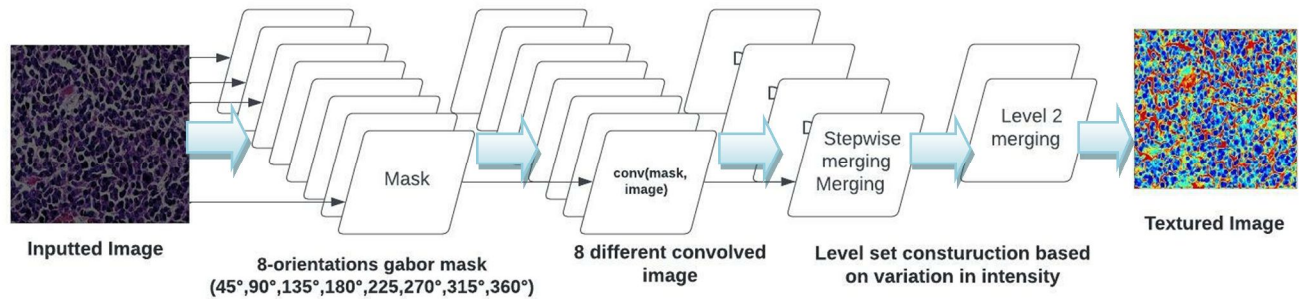 D
D
D
Mask
conv(mask,
image)
Stepwise
merging
Merging
Level 2
merging
Inputted Image
8-orientations gabor mask
(45°,90°,135°,180°,225,270°,315°,360°)
8 different convolved
image
Level set consturuction based
on variation in intensity
Textured Image